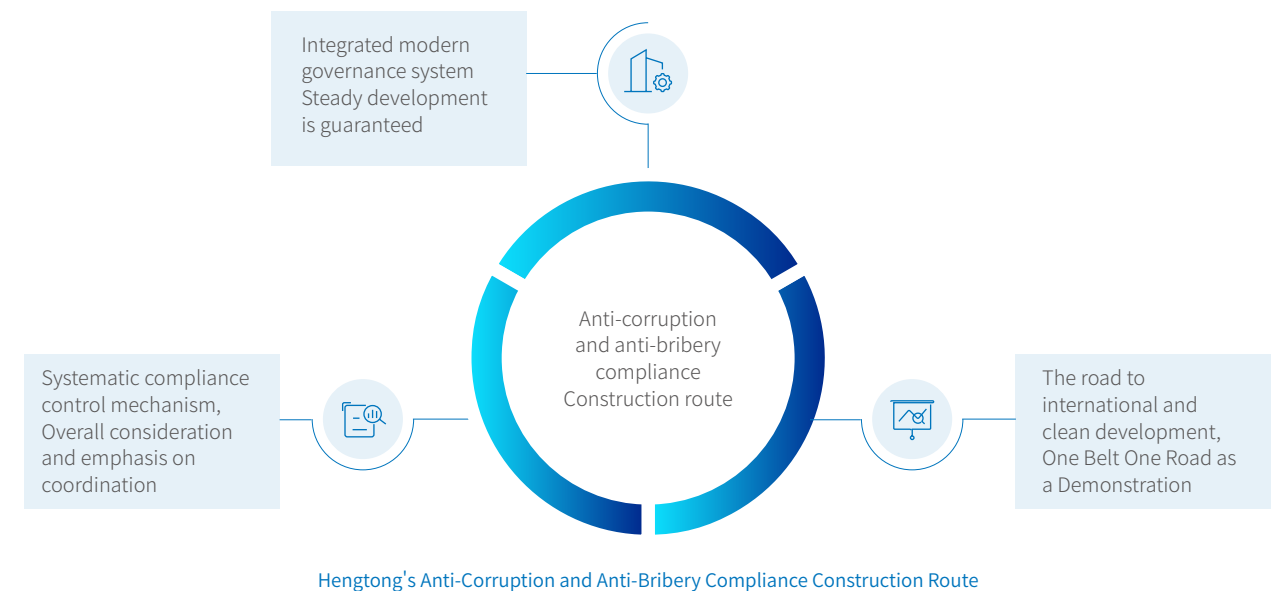 Integrated modern
governance system
Steady development
is guaranteed
Anti-corruption
and anti-bribery
compliance
Construction route
Systematic compliance
control mechanism,
Overall consideration
and emphasis on
coordination
The road to
international and
clean development,
One Belt One Road as
a Demonstration
Hengtong's Anti-Corruption and Anti-Bribery Compliance Construction Route